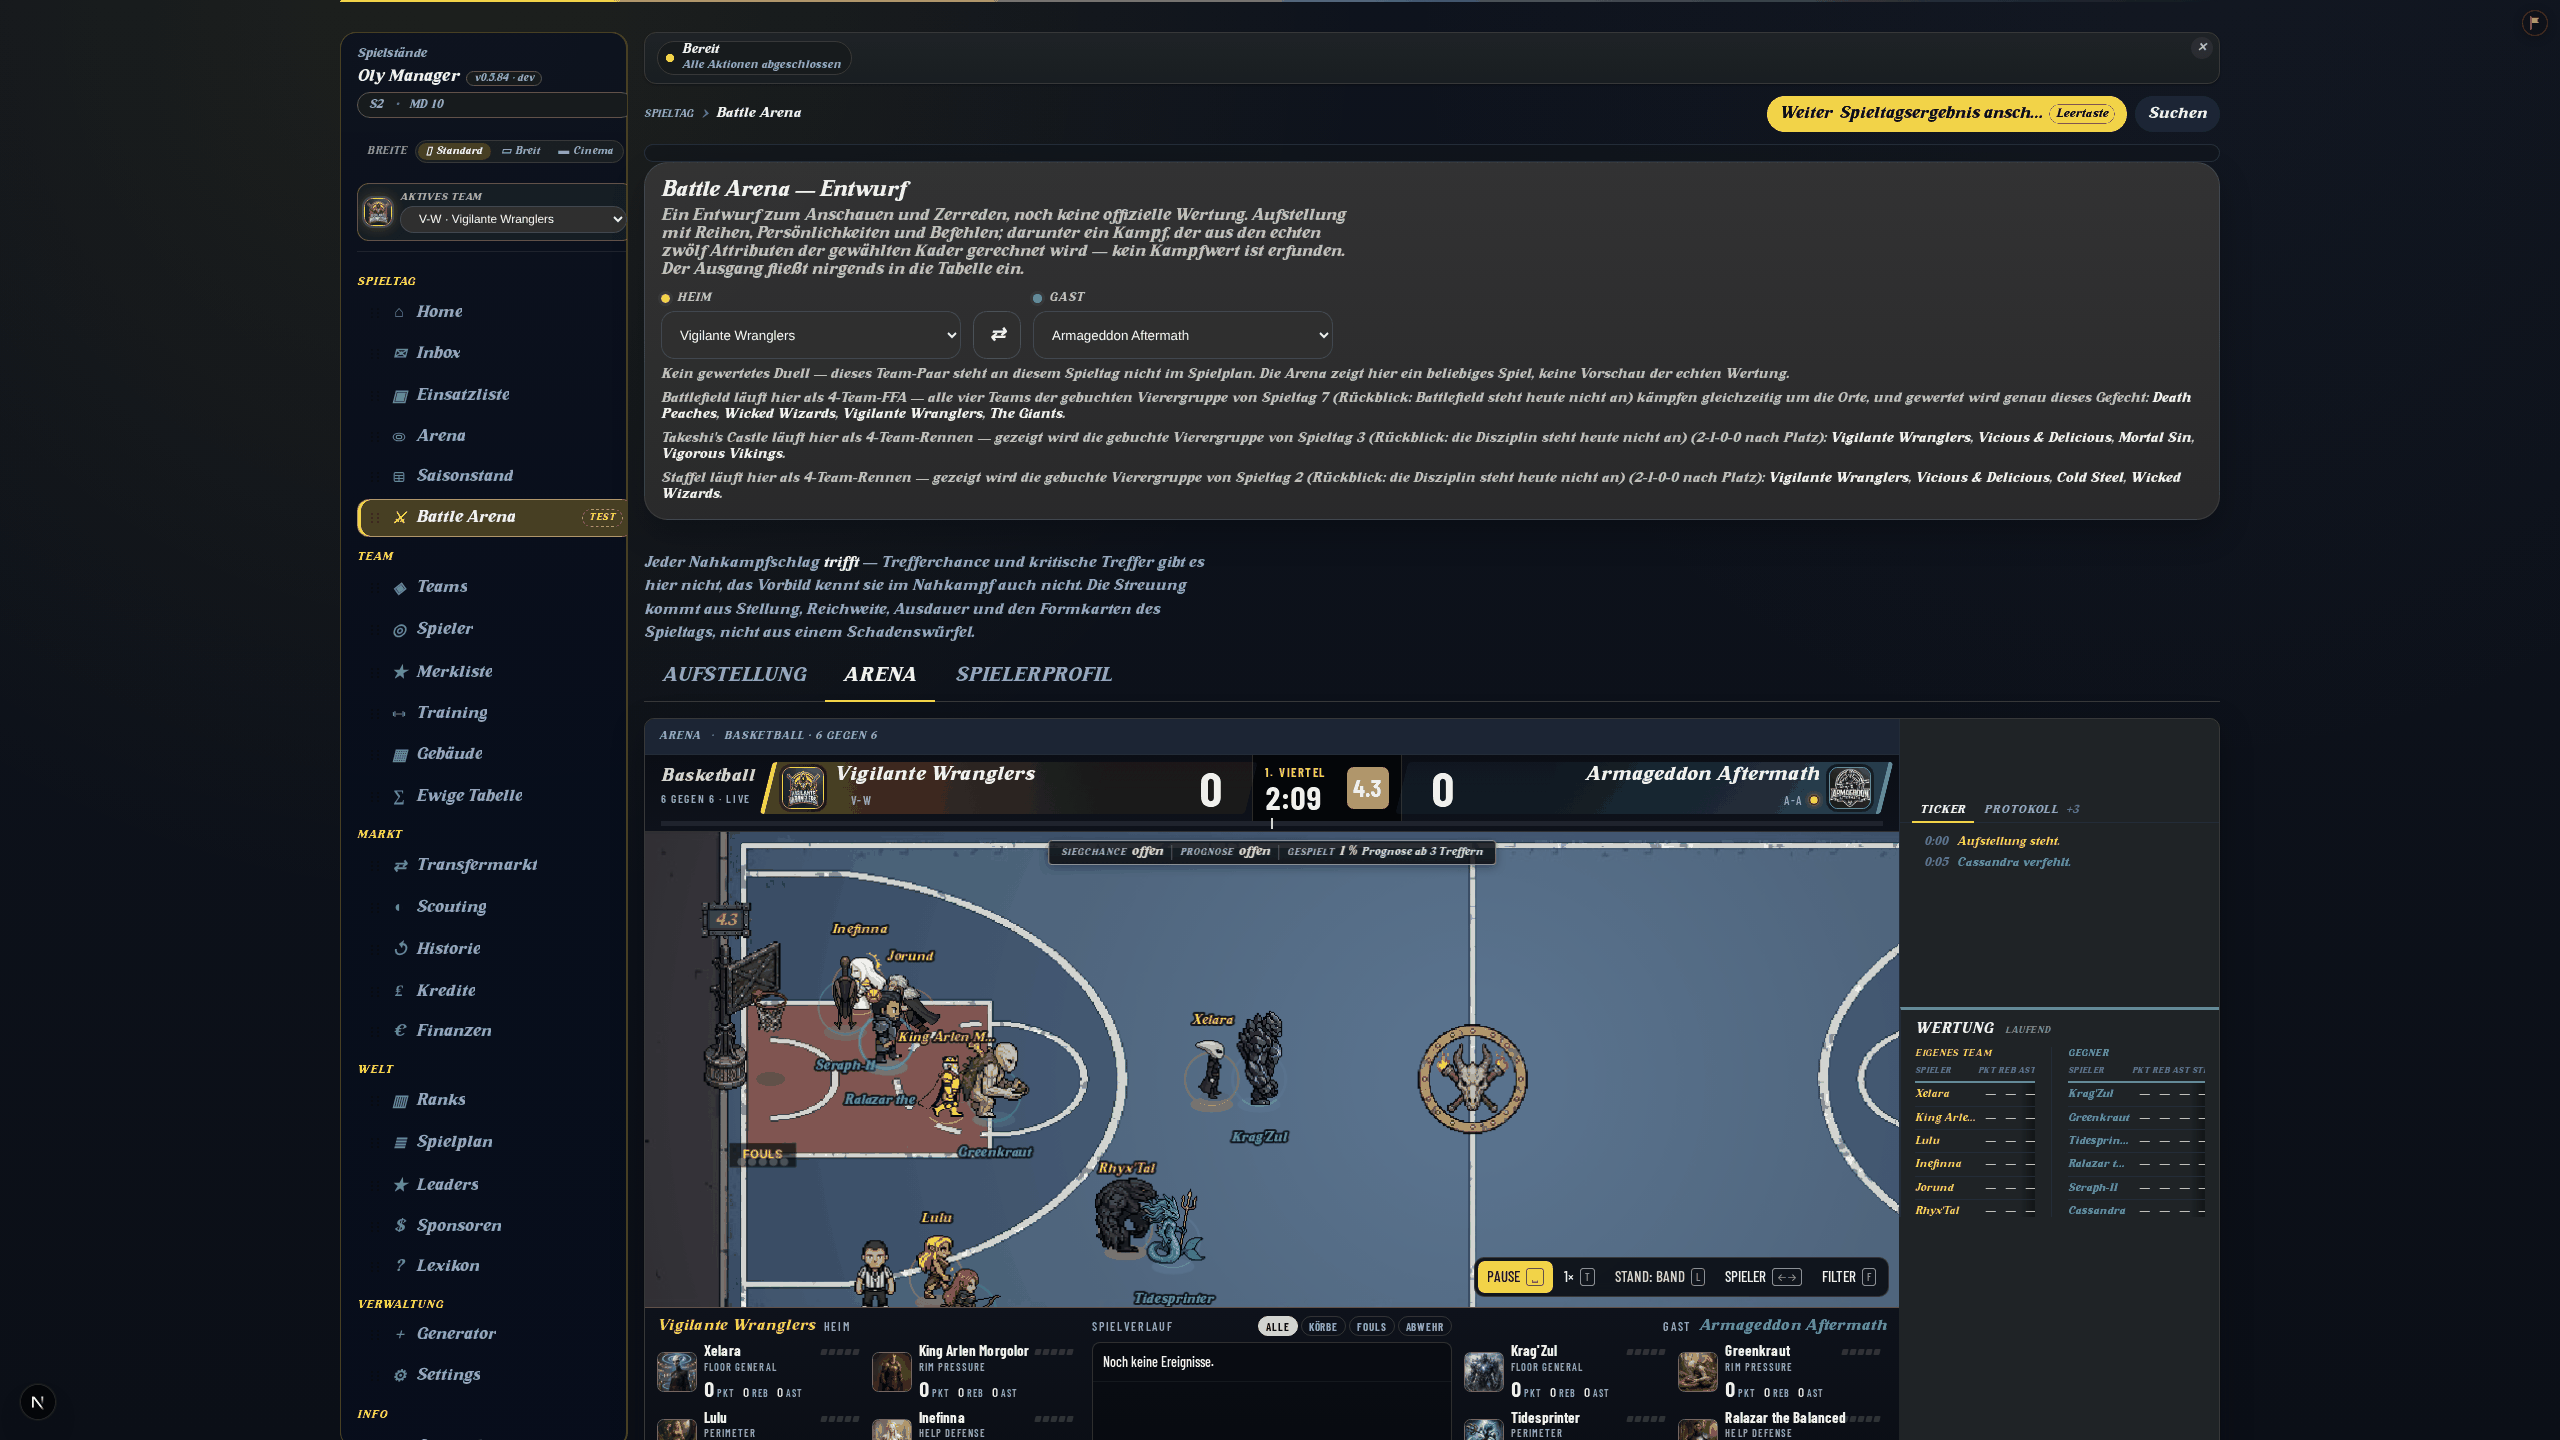 Spielstände
Oly Manager v0.5.84 · dev
S2 · MD 10
BREITE Standard Breit Cinema
AKTIVES TEAM
V-W · Vigilante Wranglers
SPIELTAG
Home
Inbox
Einsatzliste
Arena
Saisonstand
Battle Arena TEST
TEAM
Teams
Spieler
Merkliste
Training
Gebäude
Ewige Tabelle
MARKT
Transfermarkt
Scouting
Historie
Kredite
Finanzen
WELT
Ranks
Spielplan
Leaders
Sponsoren
Lexikon
VERWALTUNG
Generator
Settings
INFO
Bereit
Alle Aktionen abgeschlossen
SPIELTAG › Battle Arena
Weiter Spieltagsergebnis ansch... Leertaste
Suchen
Battle Arena — Entwurf
Ein Entwurf zum Anschauen und Zerreden, noch keine offizielle Wertung. Aufstellung
mit Reihen, Persönlichkeiten und Befehlen; darunter ein Kampf, der aus den echten
zwölf Attributen der gewählten Kader gerechnet wird — kein Kampfwert ist erfunden.
Der Ausgang fließt nirgends in die Tabelle ein.
HEIM
GAST
Vigilante Wranglers
Armageddon Aftermath
Kein gewertetes Duell — dieses Team-Paar steht an diesem Spieltag nicht im Spielplan. Die Arena zeigt hier ein beliebiges Spiel, keine Vorschau der echten Wertung.
Battlefield läuft hier als 4-Team-FFA — alle vier Teams der gebuchten Vierergruppe von Spieltag 7 (Rückblick: Battlefield steht heute nicht an) kämpfen gleichzeitig um die Orte, und gewertet wird genau dieses Gefecht: Death
Peaches, Wicked Wizards, Vigilante Wranglers, The Giants.
Takeshi's Castle läuft hier als 4-Team-Rennen — gezeigt wird die gebuchte Vierergruppe von Spieltag 3 (Rückblick: die Disziplin steht heute nicht an) (2-1-0-0 nach Platz): Vigilante Wranglers, Vicious & Delicious, Mortal Sin,
Vigorous Vikings.
Staffel läuft hier als 4-Team-Rennen — gezeigt wird die gebuchte Vierergruppe von Spieltag 2 (Rückblick: die Disziplin steht heute nicht an) (2-1-0-0 nach Platz): Vigilante Wranglers, Vicious & Delicious, Cold Steel, Wicked
Wizards.
Jeder Nahkampfschlag trifft — Trefferchance und kritische Treffer gibt es
hier nicht, das Vorbild kennt sie im Nahkampf auch nicht. Die Streuung
kommt aus Stellung, Reichweite, Ausdauer und den Formkarten des
Spieltags, nicht aus einem Schadenswürfel.
AUFSTELLUNG
ARENA
SPIELERPROFIL
ARENA · BASKETBALL · 6 GEGEN 6
Basketball
6 GEGEN 6 · LIVE
Vigilante Wranglers
V-W
0
1. VIERTEL
2:09
4.3
0
Armageddon Aftermath
A-A
SIEGCHANCE offen PROGNOSE offen GESPIELT 1 % Prognose ab 3 Treffern
4.3
Inefinna
Jorund
King Arlen M...
Seraph-II
Ralazar the
Greenkraut
Xelara
Krag'Zul
Rhyx'Tal
Lulu
Tidesprinter
FOULS
PAUSE
1× T
STAND: BAND L
SPIELER ←→
FILTER F
TICKER
PROTOKOLL +3
0:00 Aufstellung steht.
0:05 Cassandra verfehlt.
WERTUNG LAUFEND
EIGENES TEAM
SPIELER PKT REB AST
Xelara — — —
King Arle... — — —
Lulu — — —
Inefinna — — —
Jorund — — —
Rhyx'Tal — — —
GEGNER
SPIELER PKT REB AST ST
Krag'Zul — — — —
Greenkraut — — — —
Tidesprin... — — — —
Ralazar t... — — — —
Seraph-II — — — —
Cassandra — — — —
Vigilante Wranglers HEIM
Xelara
FLOOR GENERAL
0 PKT 0 REB 0 AST
King Arlen Morgolor
RIM PRESSURE
0 PKT 0 REB 0 AST
Lulu
PERIMETER
Inefinna
HELP DEFENSE
SPIELVERLAUF
ALLE
KÖRBE
FOULS
ABWEHR
Noch keine Ereignisse.
GAST Armageddon Aftermath
Krag'Zul
FLOOR GENERAL
0 PKT 0 REB 0 AST
Greenkraut
RIM PRESSURE
0 PKT 0 REB 0 AST
Tidesprinter
PERIMETER
Ralazar the Balanced
HELP DEFENSE
N